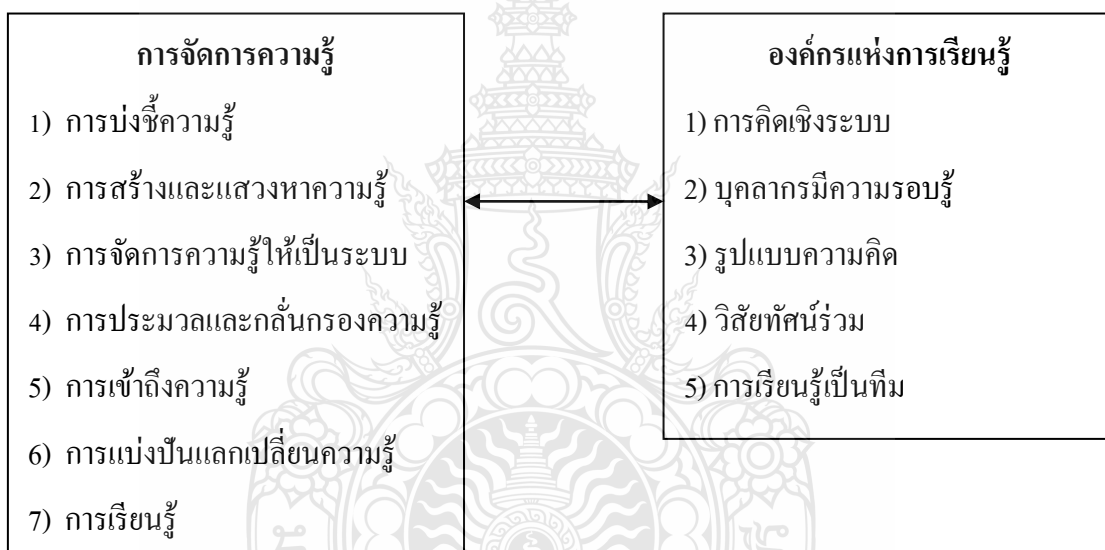 การจัดการความรู้
1) การบ่งชี้ความรู้
2) การสร้างและแสวงหาความรู้
3) การจัดการความรู้ให้เป็นระบบ
4) การประมวลและกลั่นกรองความรู้
5) การเข้าถึงความรู้
6) การแบ่งปันแลกเปลี่ยนความรู้
7) การเรียนรู้
องค์กรแห่งการเรียนรู้
1) การคิดเชิงระบบ
2) บุคลากรมีความรอบรู้
3) รูปแบบความคิด
4) วิสัยทัศน์ร่วม
5) การเรียนรู้เป็นทีม